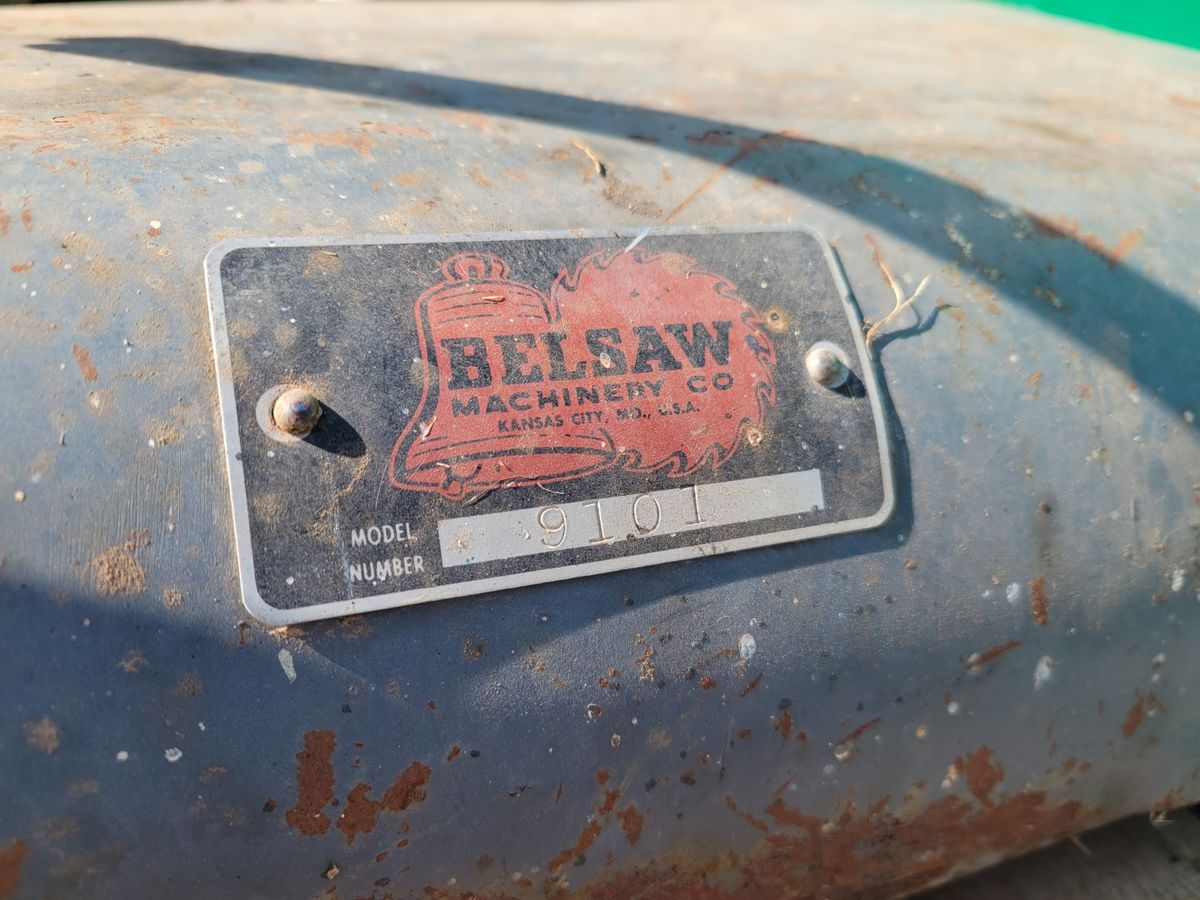 BELSAW
MACHINERY CO
KANSAS CITY, MO., U.S.A.
MODEL
NUMBER
9101